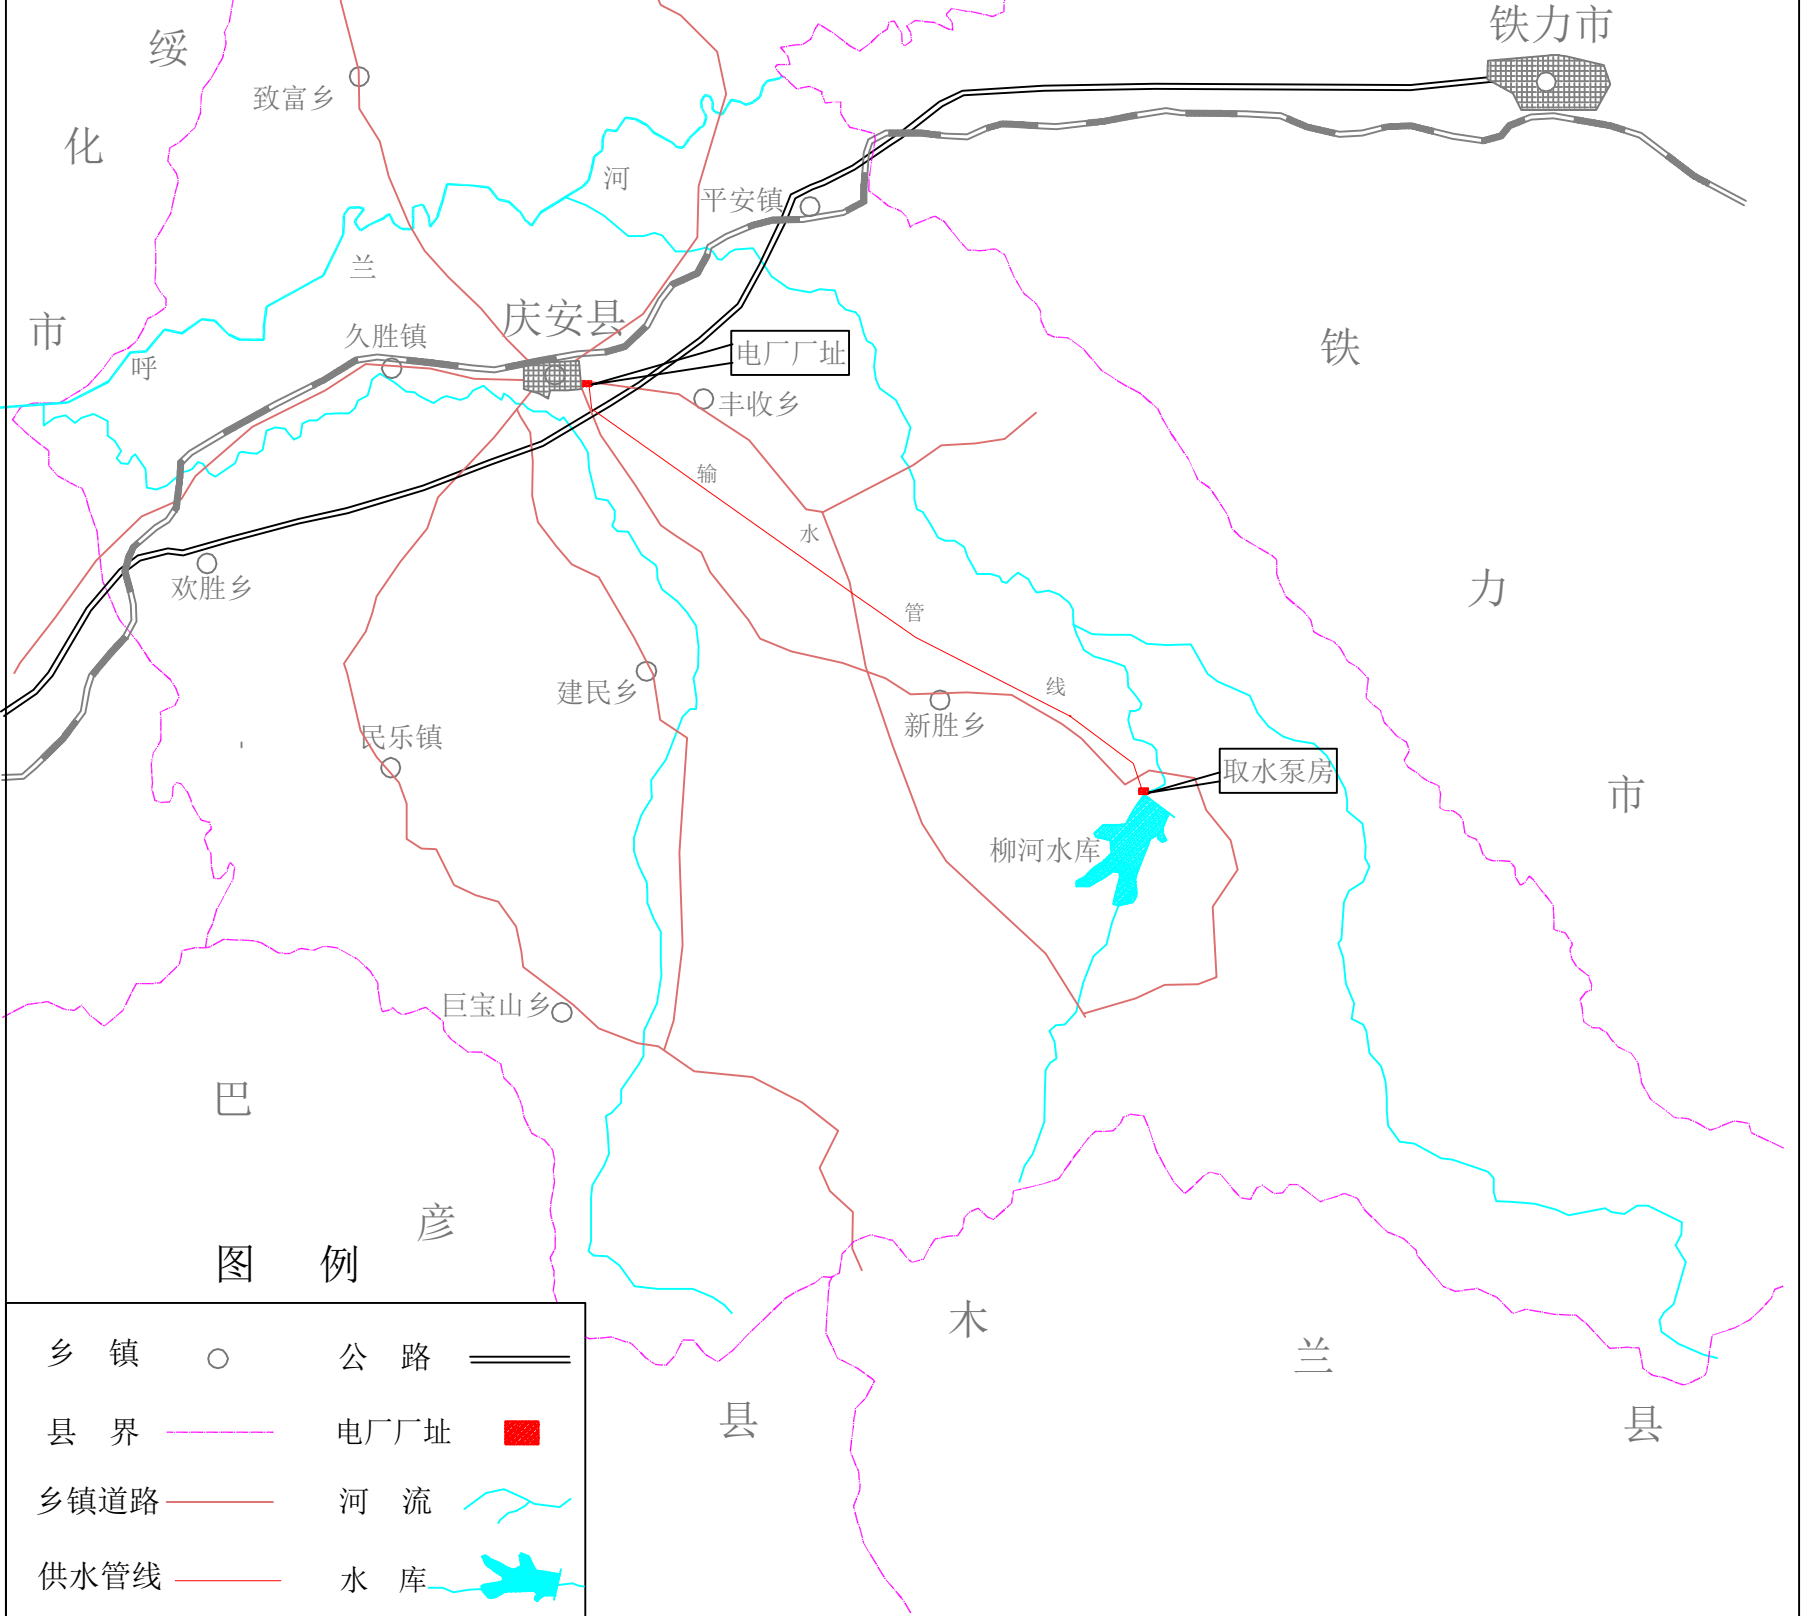 铁力市
绥
致富乡
化
河
平安镇
兰
庆安县
市
久胜镇
呼
电厂厂址
铁
丰收乡
输
水
欢胜乡
力
管
建民乡
线
新胜乡
民乐镇
取水泵房
市
柳河水库
巨宝山乡
巴
彦
图 例
木
兰
县
县
乡 镇 公 路
县 界 电厂厂址
乡镇道路 河 流
供水管线 水 库